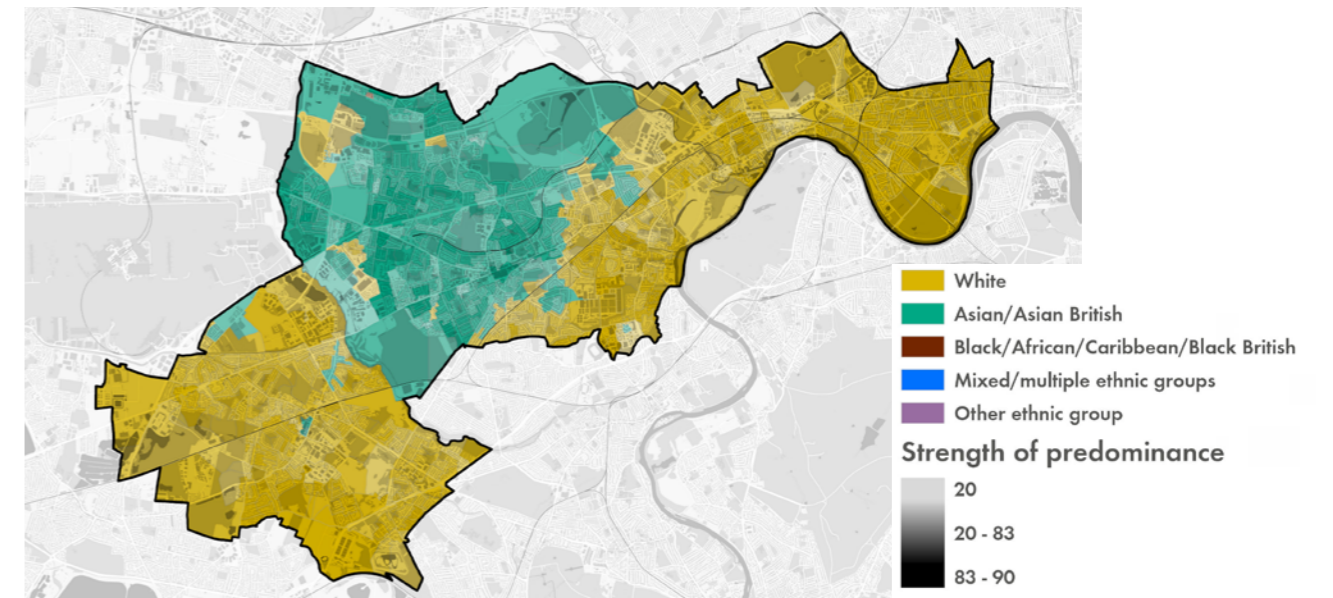 White
Asian/Asian British
Black/African/Caribbean/Black British
Mixed/multiple ethnic groups
Other ethnic group
Strength of predominance
20
20 - 83
83 - 90